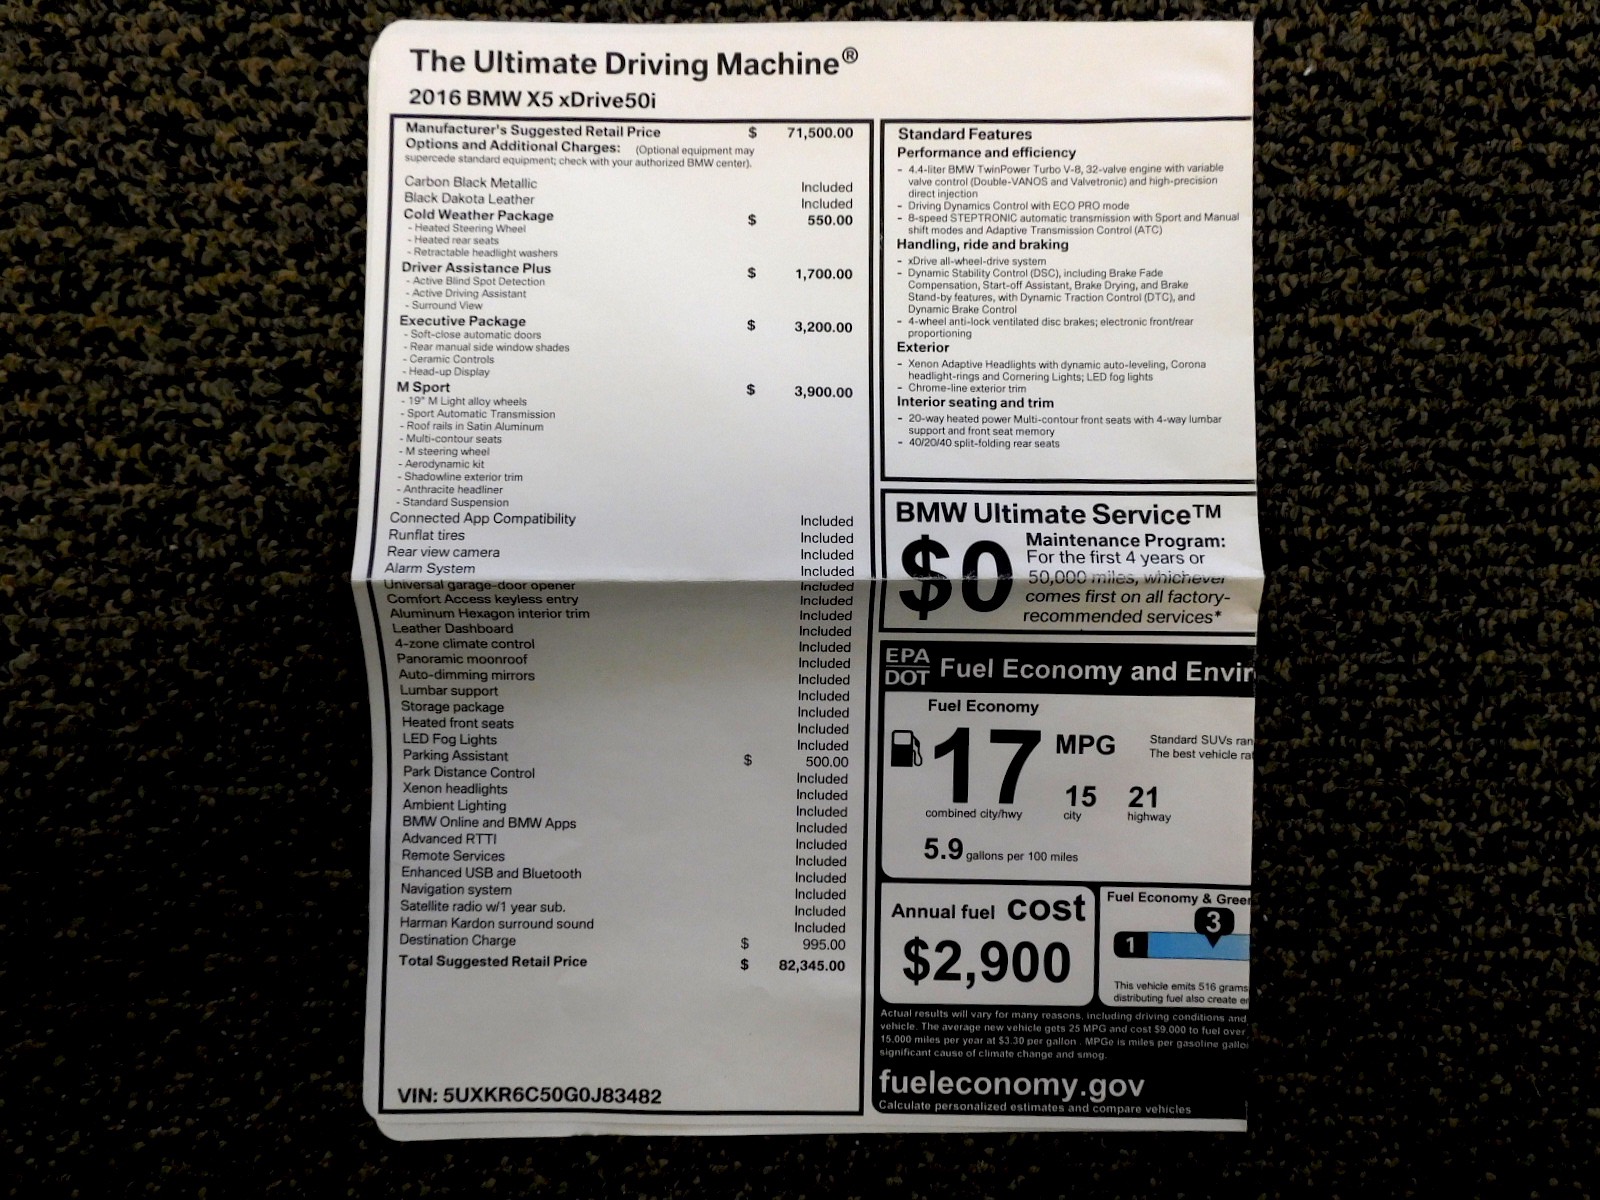 The Ultimate Driving Machine®
2016 BMW X5 xDrive50i
Manufacturer's Suggested Retail Price $ 71,500.00
Options and Additional Charges: (Optional equipment may
supercede standard equipment; check with your authorized BMW center).
Carbon Black Metallic Included
Black Dakota Leather Included
Cold Weather Package $ 550.00
- Heated Steering Wheel
- Heated rear seats
- Retractable headlight washers
Driver Assistance Plus $ 1,700.00
- Active Blind Spot Detection
- Active Driving Assistant
- Surround View
Executive Package $ 3,200.00
- Soft-close automatic doors
- Rear manual side window shades
- Ceramic Controls
- Head-up Display
M Sport $ 3,900.00
- 19" M Light alloy wheels
- Sport Automatic Transmission
- Roof rails in Satin Aluminum
- Multi-contour seats
- M steering wheel
- Aerodynamic kit
- Shadowline exterior trim
- Anthracite headliner
- Standard Suspension
Connected App Compatibility Included
Runflat tires Included
Rear view camera Included
Alarm System Included
Universal garage-door opener Included
Comfort Access keyless entry Included
Aluminum Hexagon interior trim Included
Leather Dashboard Included
4-zone climate control Included
Panoramic moonroof Included
Auto-dimming mirrors Included
Lumbar support Included
Storage package Included
Heated front seats Included
LED Fog Lights Included
Parking Assistant $ 500.00
Park Distance Control Included
Xenon headlights Included
Ambient Lighting Included
BMW Online and BMW Apps Included
Advanced RTTI Included
Remote Services Included
Enhanced USB and Bluetooth Included
Navigation system Included
Satellite radio w/1 year sub. Included
Harman Kardon surround sound Included
Destination Charge $ 995.00
Total Suggested Retail Price $ 82,345.00
VIN: 5UXKR6C50G0J83482
Standard Features
Performance and efficiency
- 4.4-liter BMW TwinPower Turbo V-8, 32-valve engine with variable
valve control (Double-VANOS and Valvetronic) and high-precision
direct injection
- Driving Dynamics Control with ECO PRO mode
- 8-speed STEPTRONIC automatic transmission with Sport and Manual
shift modes and Adaptive Transmission Control (ATC)
Handling, ride and braking
- xDrive all-wheel-drive system
- Dynamic Stability Control (DSC), including Brake Fade
Compensation, Start-off Assistant, Brake Drying, and Brake
Stand-by features, with Dynamic Traction Control (DTC), and
Dynamic Brake Control
- 4-wheel anti-lock ventilated disc brakes; electronic front/rear
proportioning
Exterior
- Xenon Adaptive Headlights with dynamic auto-leveling, Corona
headlight-rings and Cornering Lights; LED fog lights
- Chrome-line exterior trim
Interior seating and trim
- 20-way heated power Multi-contour front seats with 4-way lumbar
support and front seat memory
- 40/20/40 split-folding rear seats
BMW Ultimate Service™
$0 Maintenance Program:
For the first 4 years or
50,000 miles, whichever
comes first on all factory-
recommended services*
EPA
DOT Fuel Economy and Envir
Fuel Economy
17 MPG
Standard SUVs ran
The best vehicle ra
15 21
combined city/hwy city highway
5.9 gallons per 100 miles
Annual fuel cost
$2,900
Fuel Economy & Green
3
1
This vehicle emits 516 grams
distributing fuel also create e
Actual results will vary for many reasons, including driving conditions and
vehicle. The average new vehicle gets 25 MPG and cost $9.000 to fuel over
15.000 miles per year at $3.30 per gallon . MPGe is miles per gasoline gallo
significant cause of climate change and smog.
fueleconomy.gov
Calculate personalized estimates and compare vehicles